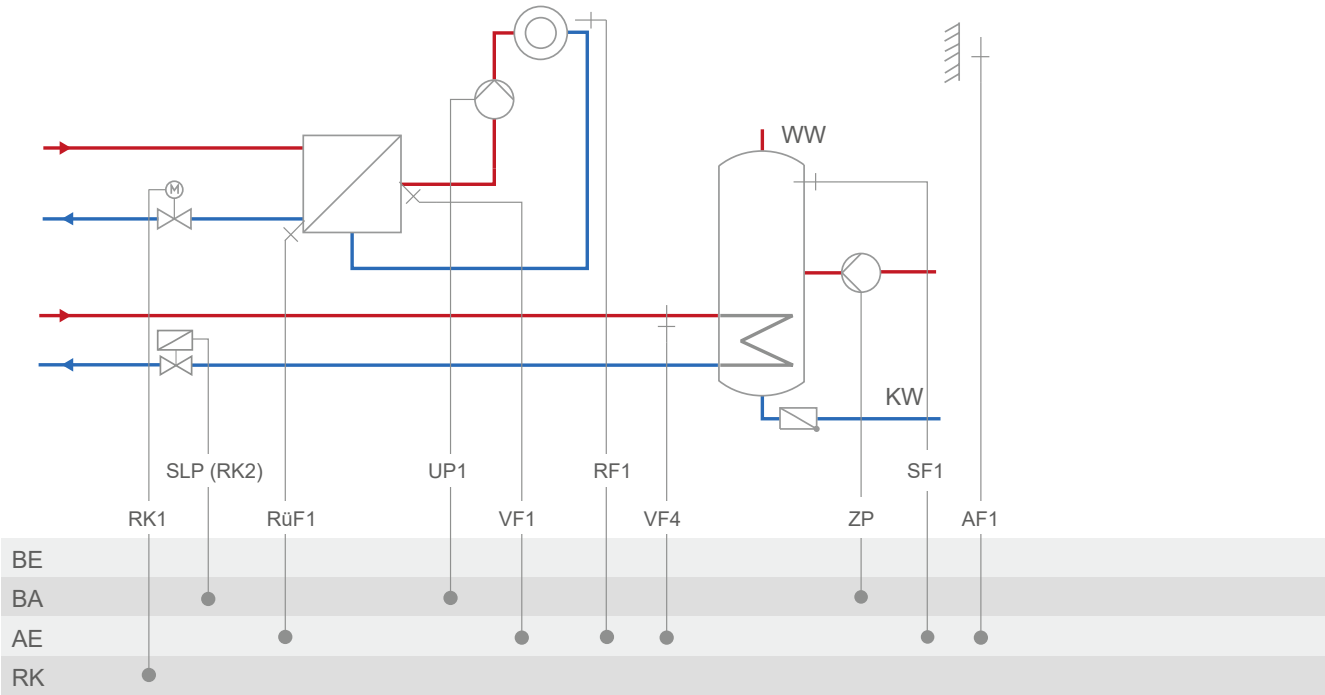 M
WW
KW
SLP (RK2) UP1 RF1 SF1
RK1 RüF1 VF1 VF4 ZP AF1
BE
BA
AE
RK